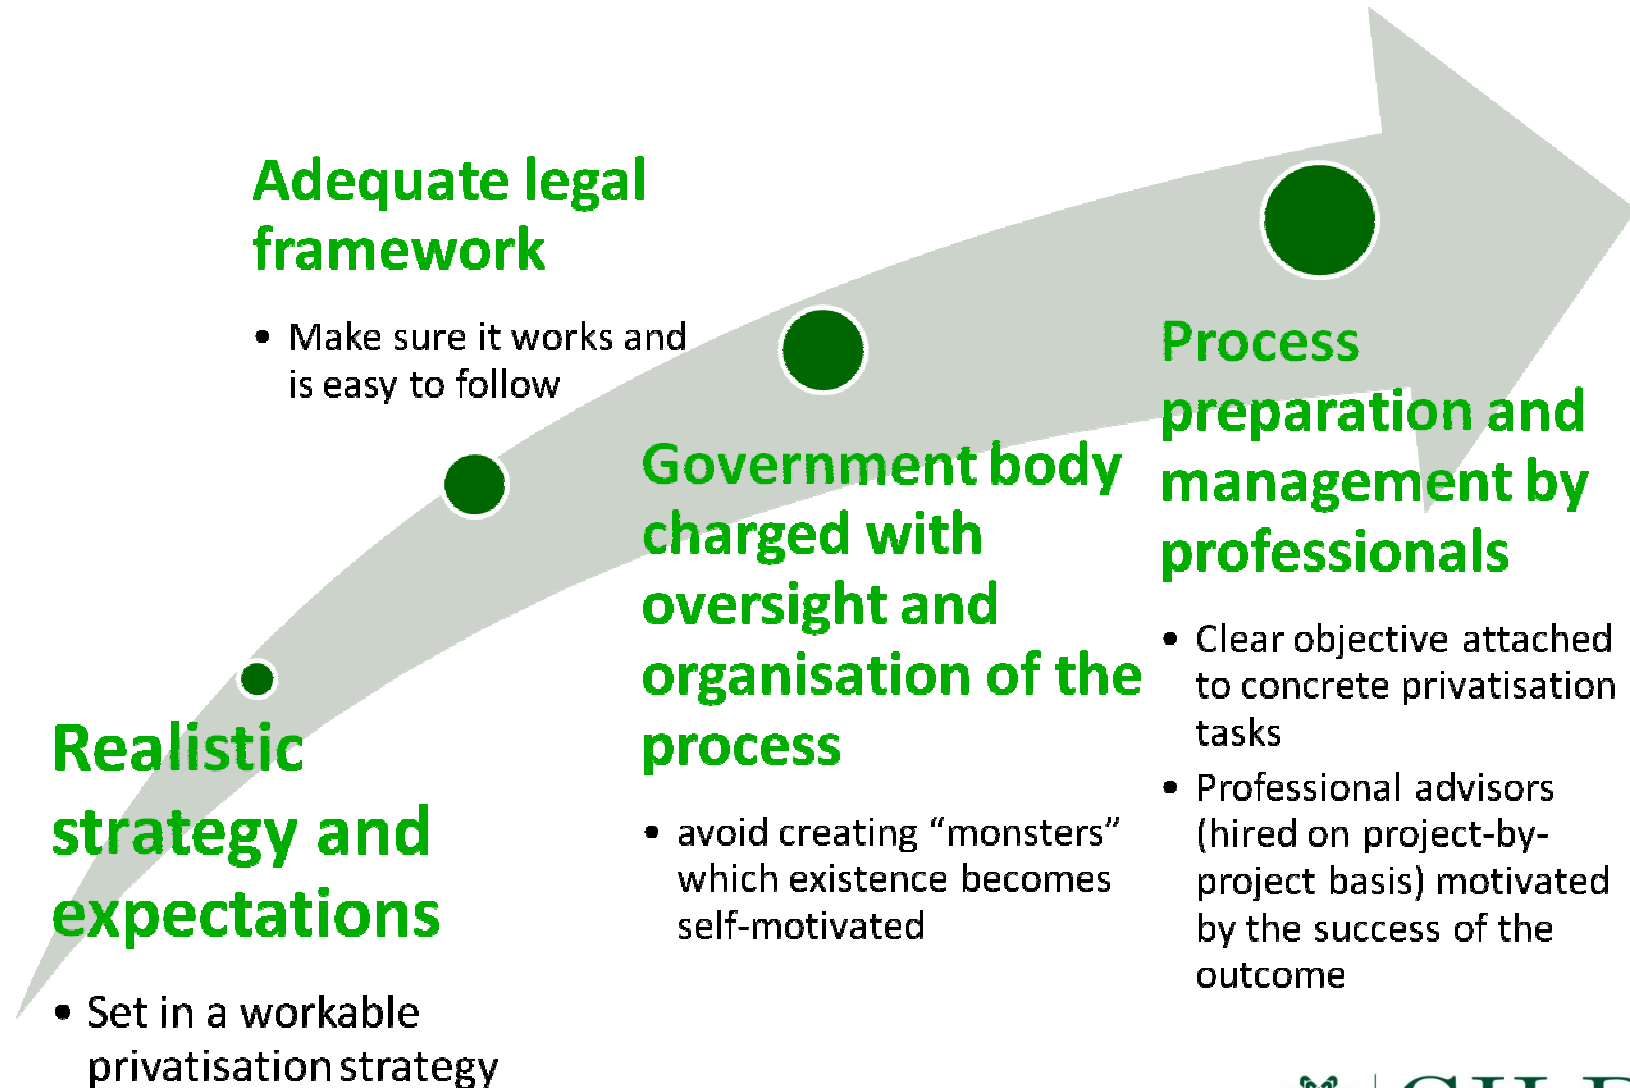 Adequate legal
framework
• Make sure it works and
is easy to follow
Realistic
strategy and
expectations
• Set in a workable
privatisation strategy
Government body
charged with
oversight and
organisation of the
process
• avoid creating “monsters”
which existence becomes
self-motivated
Process
preparation and
management by
professionals
• Clear objective attached
to concrete privatisation
tasks
• Professional advisors
(hired on project-by-
project basis) motivated
by the success of the
outcome